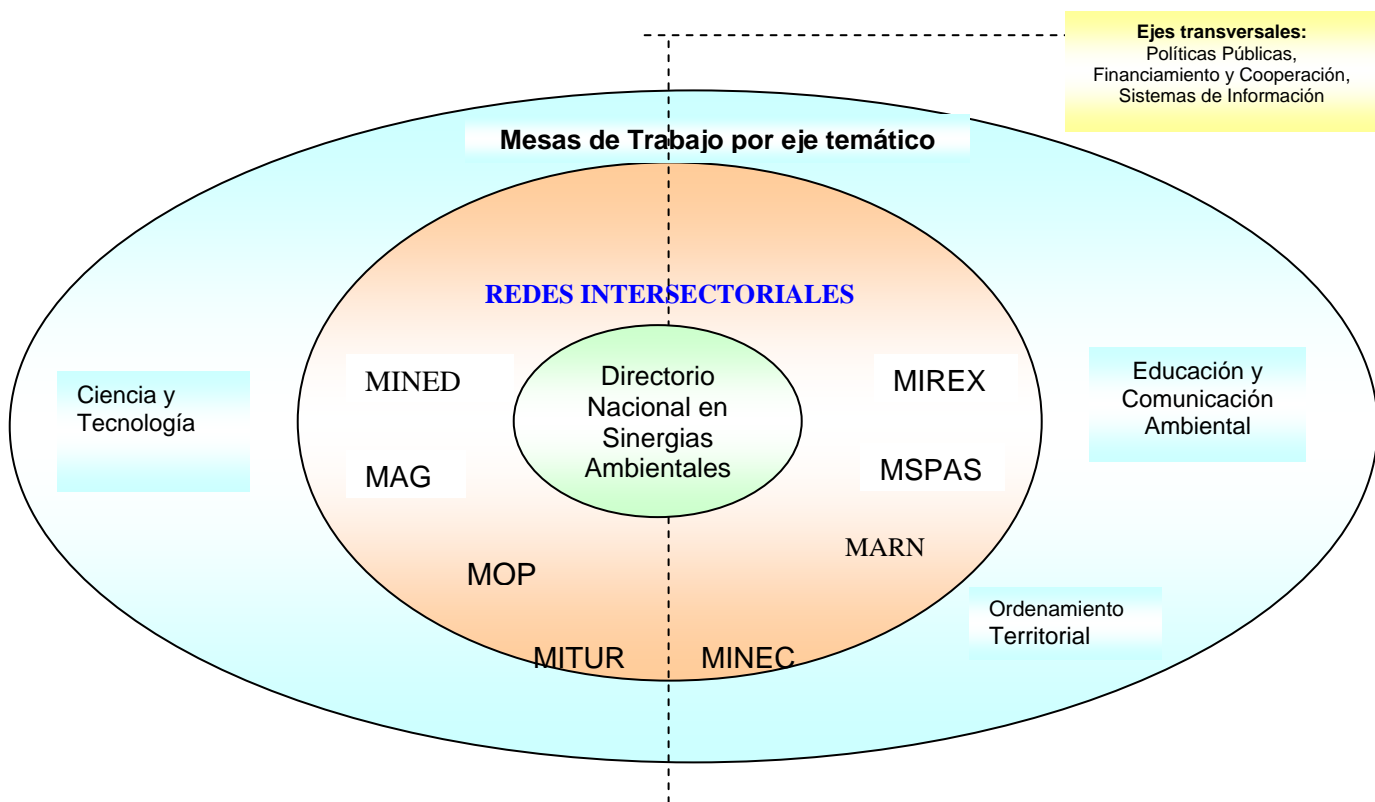 Ejes transversales:
Políticas Públicas,
Financiamiento y Cooperación,
Sistemas de Información
Mesas de Trabajo por eje temático
REDES INTERSECTORIALES
MINED
MAG
MOP
MITUR
MINEC
MARN
MSPAS
MIREX
Directorio
Nacional en
Sinergias
Ambientales
Ciencia y
Tecnología
Educación y
Comunicación
Ambiental
Ordenamiento
Territorial